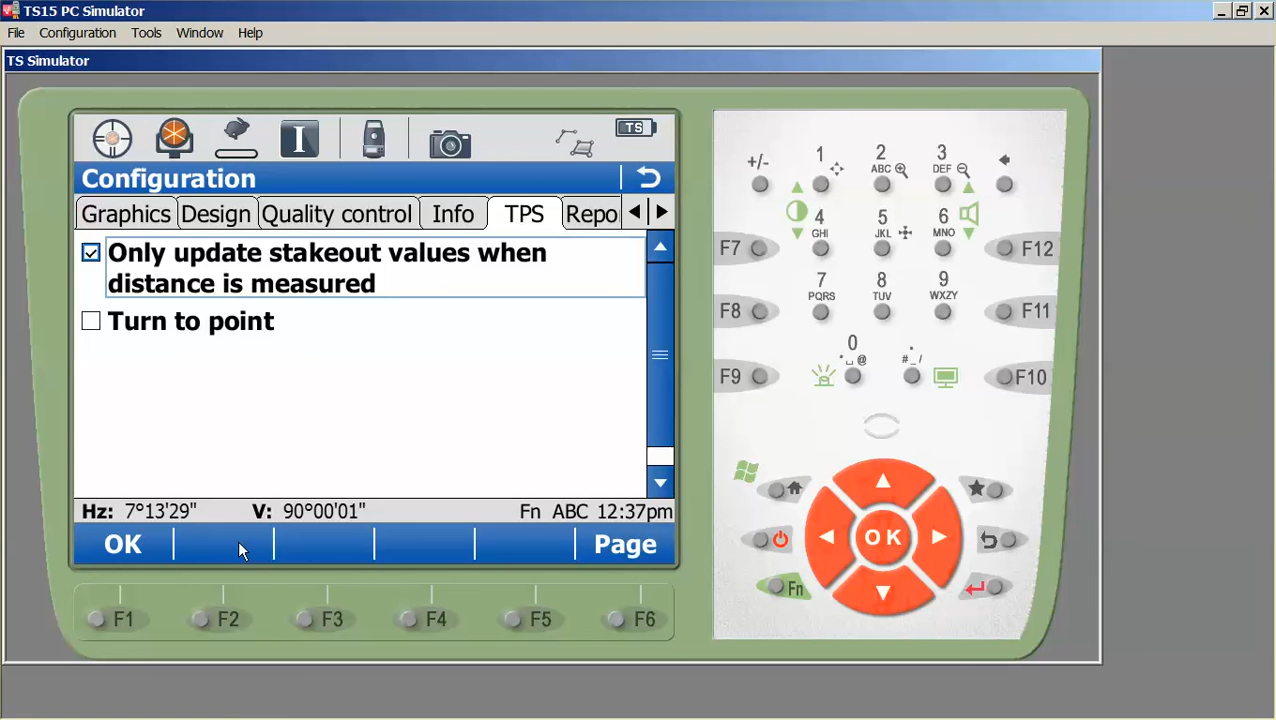 TS15 PC Simulator
File Configuration Tools Window Help
TS Simulator
I
TS
Configuration
Graphics Design Quality control Info TPS Repo
Only update stakeout values when
distance is measured
Turn to point
Hz: 7°13'29" V: 90°00'01" Fn ABC 12:37pm
OK Page
F1 F2 F3 F4 F5 F6
+/- 1 2 ABC 3 DEF
F7 4 GHI 5 JKL 6 MNO F12
F8 7 PQRS 8 TUV 9 WXZY F11
F9 0 * ␣ @ . # _ / F10
OK
Fn